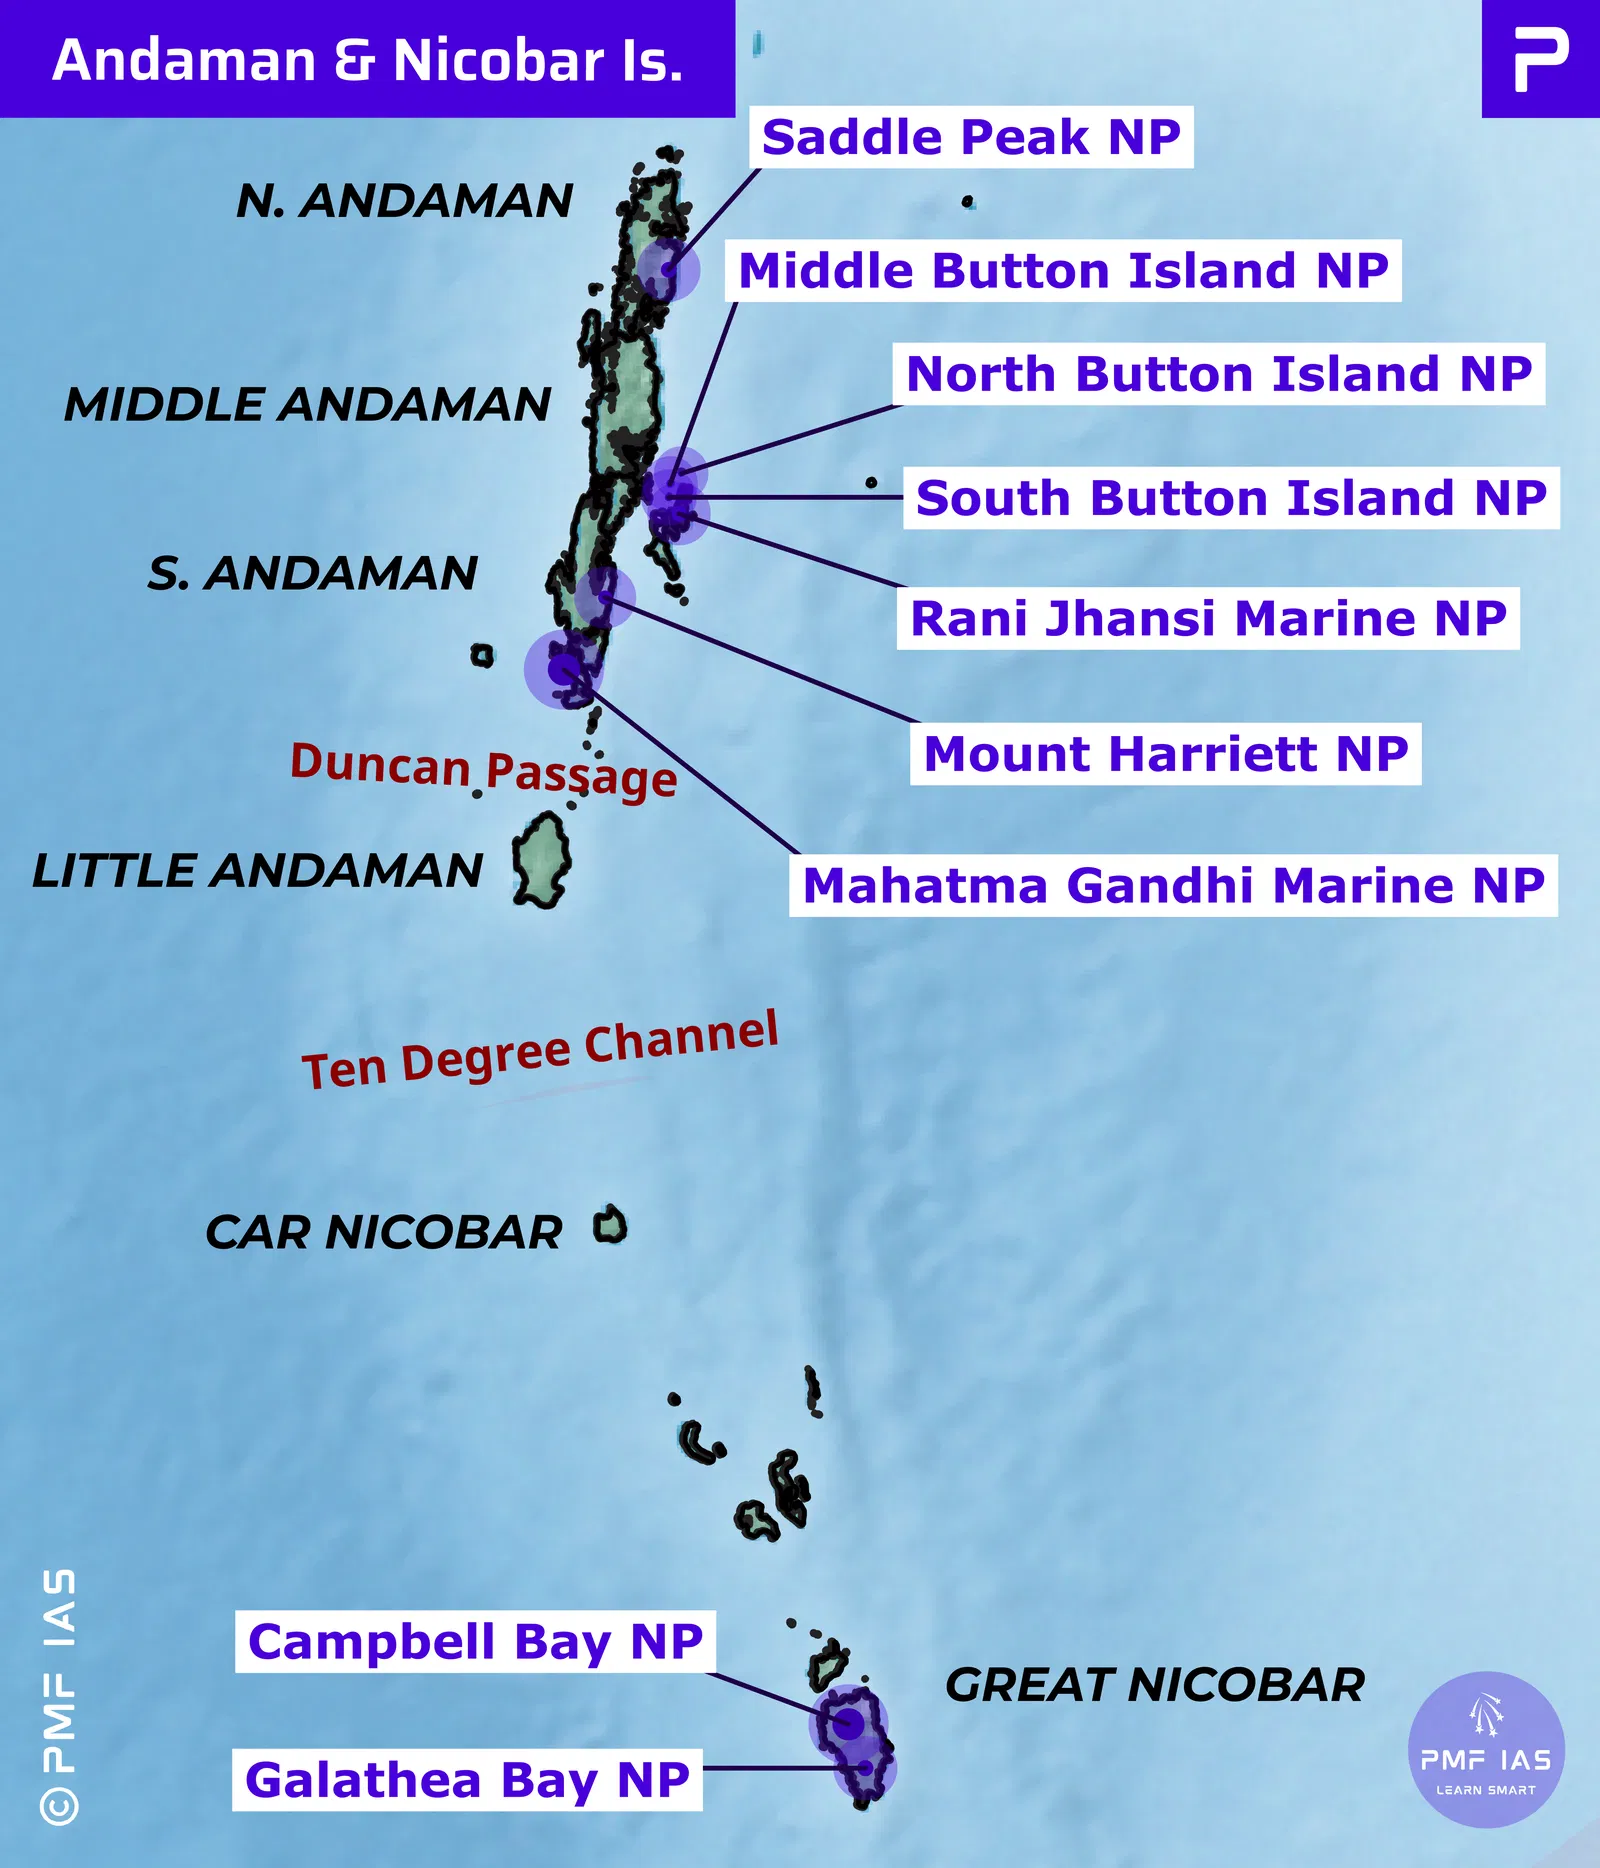 Andaman & Nicobar Is.
P
Saddle Peak NP
N. ANDAMAN
Middle Button Island NP
North Button Island NP
MIDDLE ANDAMAN
South Button Island NP
S. ANDAMAN
Rani Jhansi Marine NP
Mount Harriett NP
Duncan Passage
LITTLE ANDAMAN
Mahatma Gandhi Marine NP
Ten Degree Channel
CAR NICOBAR
Campbell Bay NP
GREAT NICOBAR
Galathea Bay NP
© PMF IAS
PMF IAS
LEARN SMART